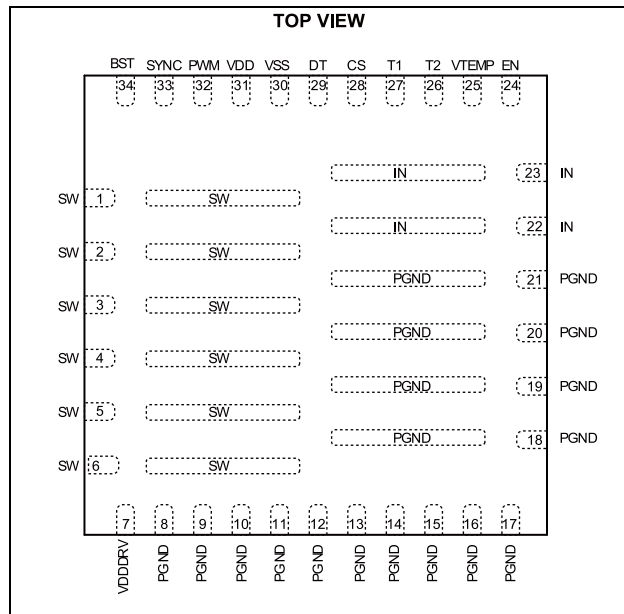 TOP VIEW
BST SYNC PWM VDD VSS DT CS T1 T2 VTEMP EN
34 33 32 31 30 29 28 27 26 25 24
IN 23 IN
SW 1 SW
IN 22 IN
SW 2 SW
PGND 21 PGND
SW 3 SW
PGND 20 PGND
SW 4 SW
PGND 19 PGND
SW 5 SW
PGND 18 PGND
SW 6 SW
7 8 9 10 11 12 13 14 15 16 17
VDDDRV PGND PGND PGND PGND PGND PGND PGND PGND PGND PGND